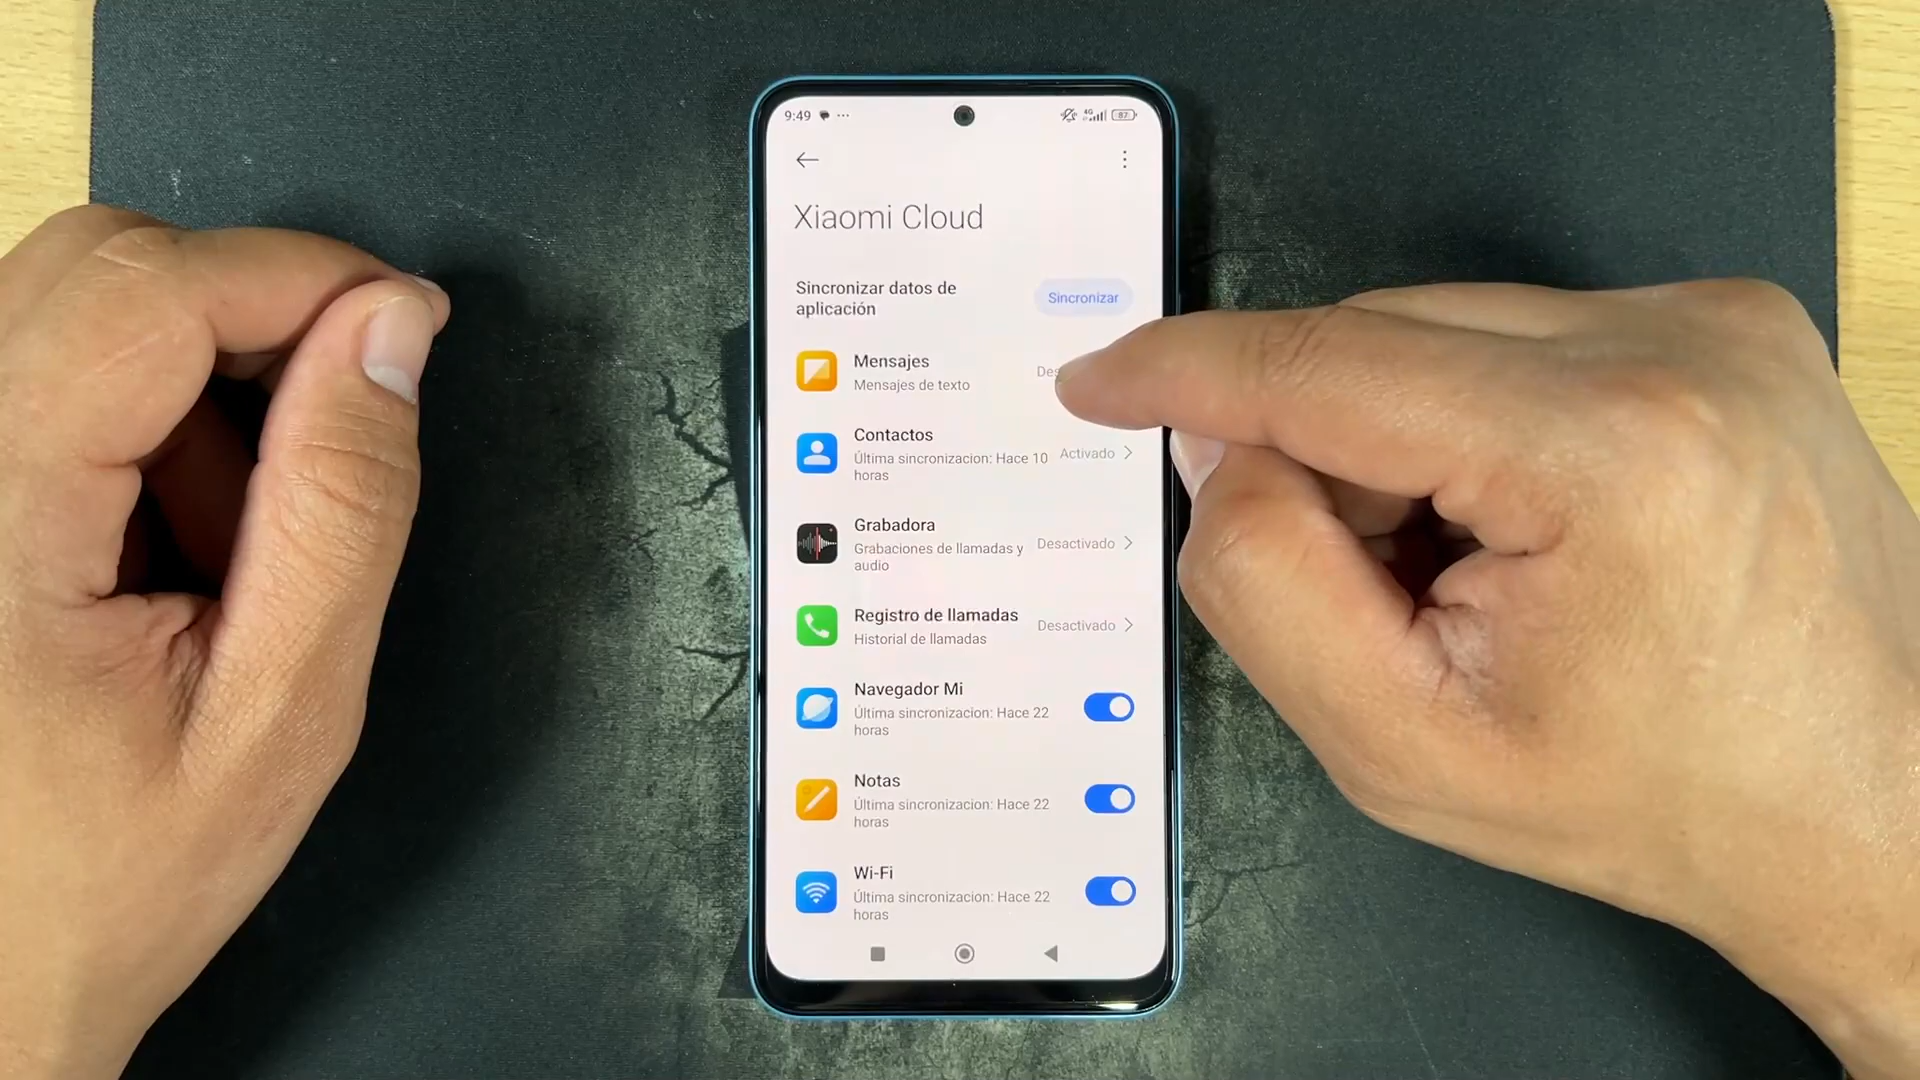 9:49
4G
87
Xiaomi Cloud
Sincronizar datos de
aplicación
Sincronizar
Mensajes
Mensajes de texto
Contactos
Última sincronizacion: Hace 10
horas
Activado
Grabadora
Grabaciones de llamadas y
audio
Desactivado
Registro de llamadas
Historial de llamadas
Desactivado
Navegador Mi
Última sincronizacion: Hace 22
horas
Notas
Última sincronizacion: Hace 22
horas
Wi-Fi
Última sincronizacion: Hace 22
horas